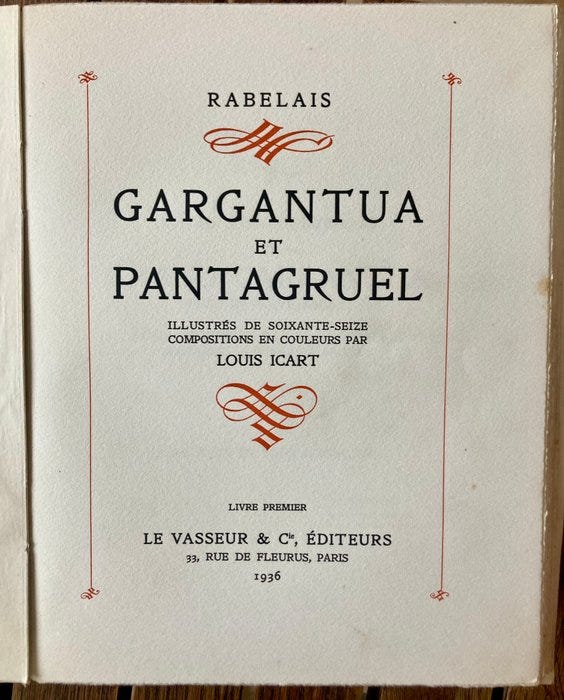 RABELAIS
GARGANTUA
ET
PANTAGRUEL
ILLUSTRÉS DE SOIXANTE-SEIZE
COMPOSITIONS EN COULEURS PAR
LOUIS ICART
LIVRE PREMIER
LE VASSEUR & Cie, ÉDITEURS
33, RUE DE FLEURUS, PARIS
1936